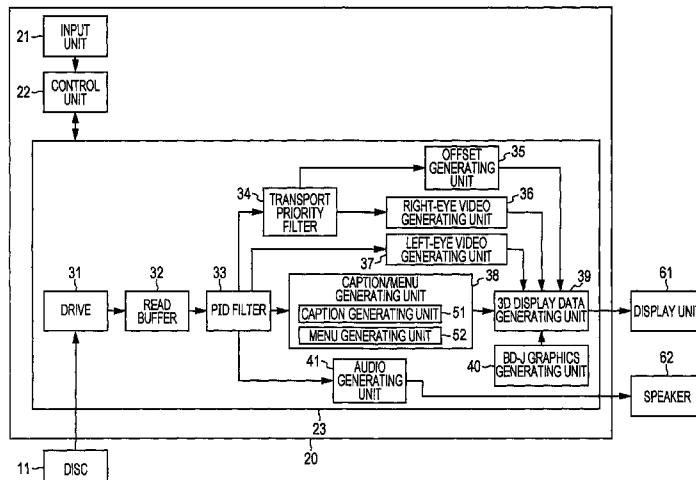 21
INPUT
UNIT
22
CONTROL
UNIT
35
OFFSET
GENERATING
UNIT
34
TRANSPORT
PRIORITY
FILTER
36
RIGHT-EYE VIDEO
GENERATING UNIT
37
LEFT-EYE VIDEO
GENERATING UNIT
31
DRIVE
32
READ
BUFFER
33
PID FILTER
38
CAPTION/MENU
GENERATING UNIT
CAPTION GENERATING UNIT
51
MENU GENERATING UNIT
52
39
3D DISPLAY DATA
GENERATING UNIT
61
DISPLAY UNIT
40
BD-J GRAPHICS
GENERATING UNIT
41
AUDIO
GENERATING
UNIT
62
SPEAKER
23
20
11
DISC